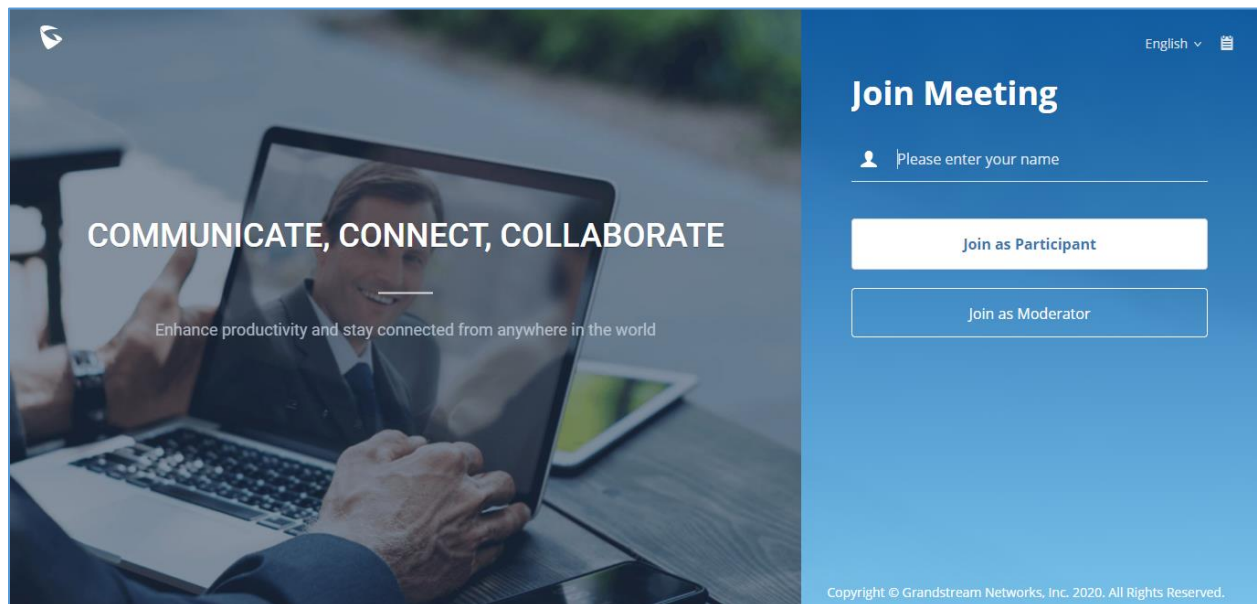 COMMUNICATE, CONNECT, COLLABORATE
Enhance productivity and stay connected from anywhere in the world
English
Join Meeting
Please enter your name
Join as Participant
Join as Moderator
Copyright © Grandstream Networks, Inc. 2020. All Rights Reserved.